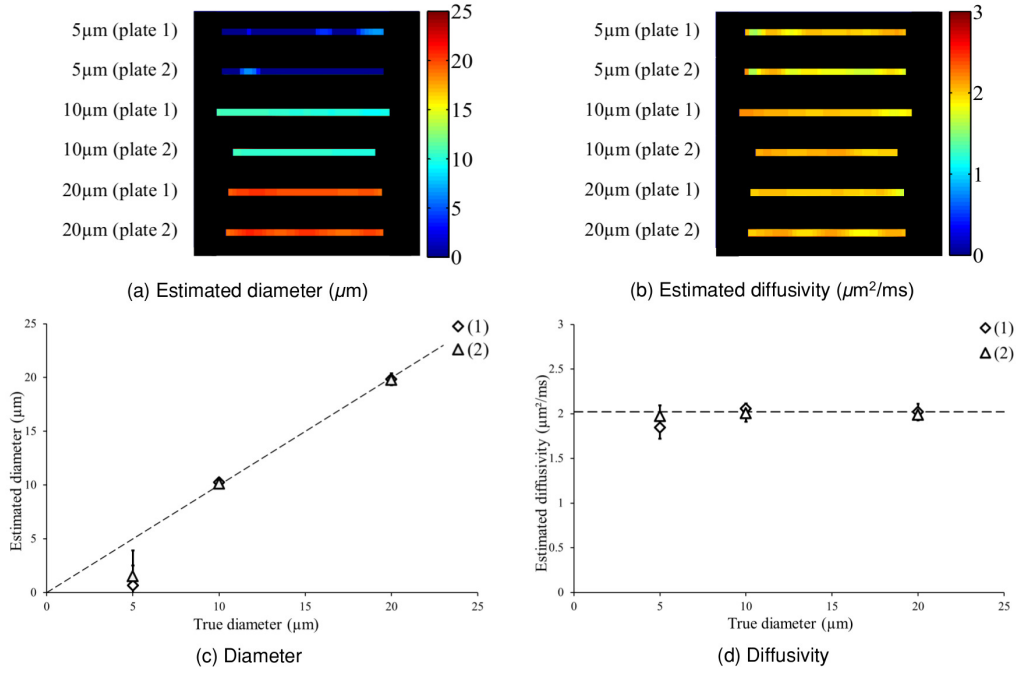 5µm (plate 1)
5µm (plate 2)
10µm (plate 1)
10µm (plate 2)
20µm (plate 1)
20µm (plate 2)
25
20
15
10
5
0
(a) Estimated diameter (µm)
5µm (plate 1)
5µm (plate 2)
10µm (plate 1)
10µm (plate 2)
20µm (plate 1)
20µm (plate 2)
3
2
1
0
(b) Estimated diffusivity (µm²/ms)
25
20
15
10
5
0
Estimated diameter (µm)
(1)
(2)
0 5 10 15 20 25
True diameter (µm)
(c) Diameter
3
2.5
2
1.5
1
0.5
0
Estimated diffusivity (µm²/ms)
(1)
(2)
0 5 10 15 20 25
True diameter (µm)
(d) Diffusivity